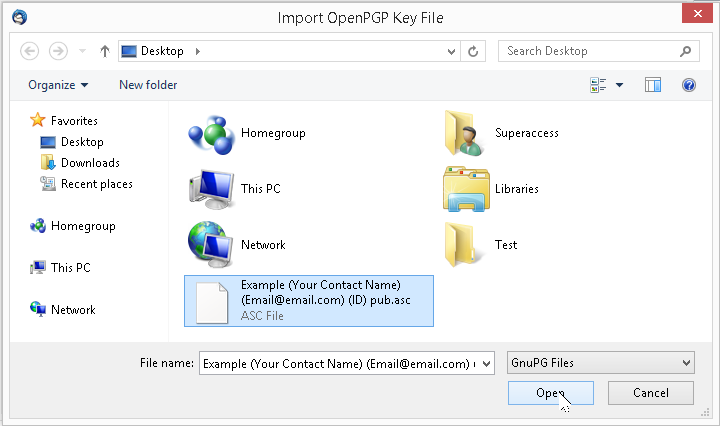 Import OpenPGP Key File
Desktop
Search Desktop
Organize
New folder
Favorites
Desktop
Downloads
Recent places
Homegroup
This PC
Network
Homegroup
Superaccess
This PC
Libraries
Network
Test
Example (Your Contact Name)
(Email@email.com) (ID) pub.asc
ASC File
File name:
Example (Your Contact Name) (Email@email.com) (
GnuPG Files
Open
Cancel